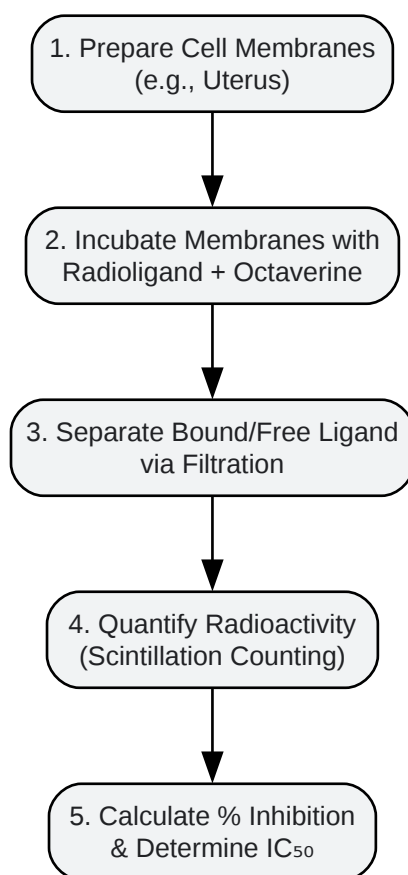 1. Prepare Cell Membranes
(e.g., Uterus)
2. Incubate Membranes with
Radioligand + Octaverine
3. Separate Bound/Free Ligand
via Filtration
4. Quantify Radioactivity
(Scintillation Counting)
5. Calculate % Inhibition
& Determine IC₅₀